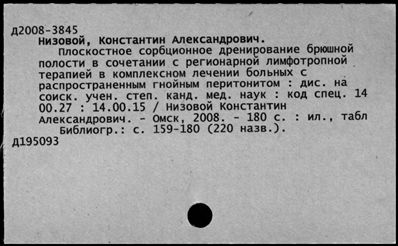 Д2008-3845
Низовой, Константин Александрович.
Плоскостное сорбционное дренирование брюшной
полости в сочетании с регионарной лимфотропной
терапией в комплексном лечении больных с
распространенным гнойным перитонитом : дис. на
соиск. учен. степ. канд. мед. наук : код спец. 14
00.27 : 14.00.15 / Низовой Константин
Александрович. - Омск, 2008. - 180 с. : ил., табл
Библиогр.: с. 159-180 (220 назв.).
Д195093